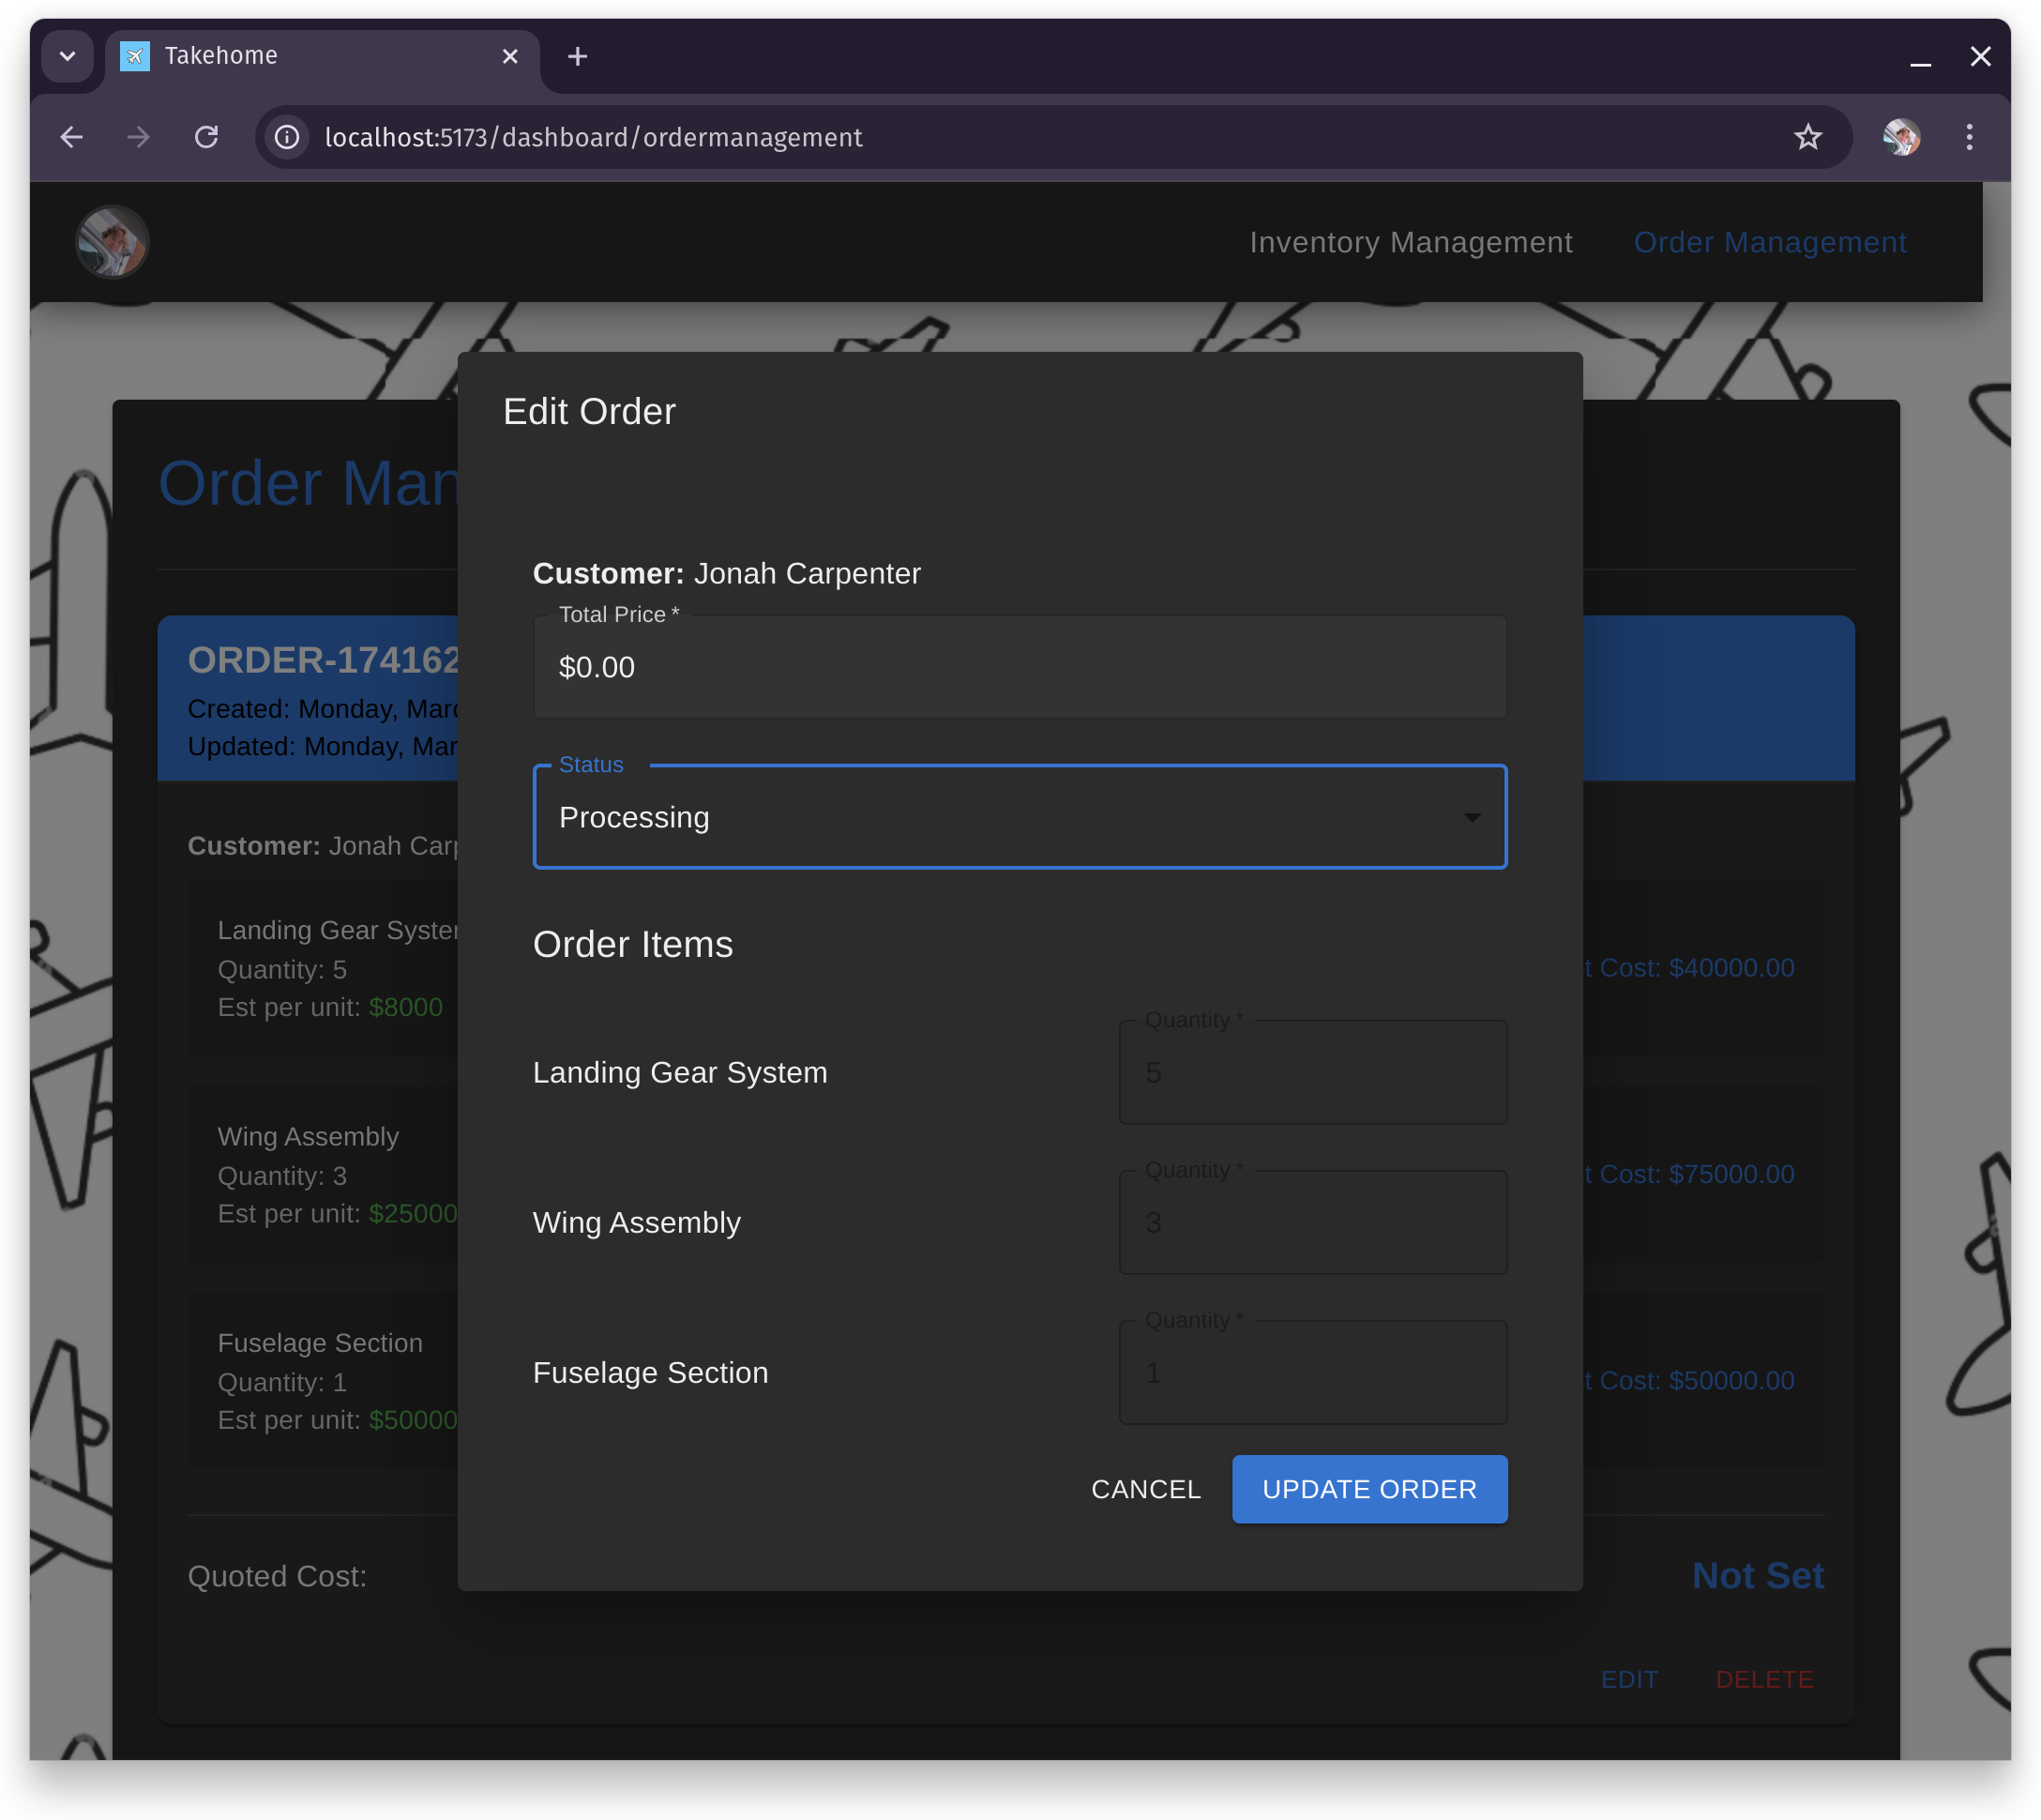 Takehome
localhost:5173/dashboard/ordermanagement
Inventory Management
Order Management
Edit Order
Order Man
Customer: Jonah Carpenter
Total Price *
$0.00
ORDER-174162
Created: Monday, Marc
Updated: Monday, Mar
Status
Processing
Customer: Jonah Carp
Order Items
Landing Gear System
Quantity: 5
Est per unit: $8000
t Cost: $40000.00
Landing Gear System
Quantity *
5
Wing Assembly
Quantity: 3
Est per unit: $25000
t Cost: $75000.00
Wing Assembly
Quantity *
3
Fuselage Section
Quantity: 1
Est per unit: $50000
t Cost: $50000.00
Fuselage Section
Quantity *
1
CANCEL
UPDATE ORDER
Quoted Cost:
Not Set
EDIT
DELETE